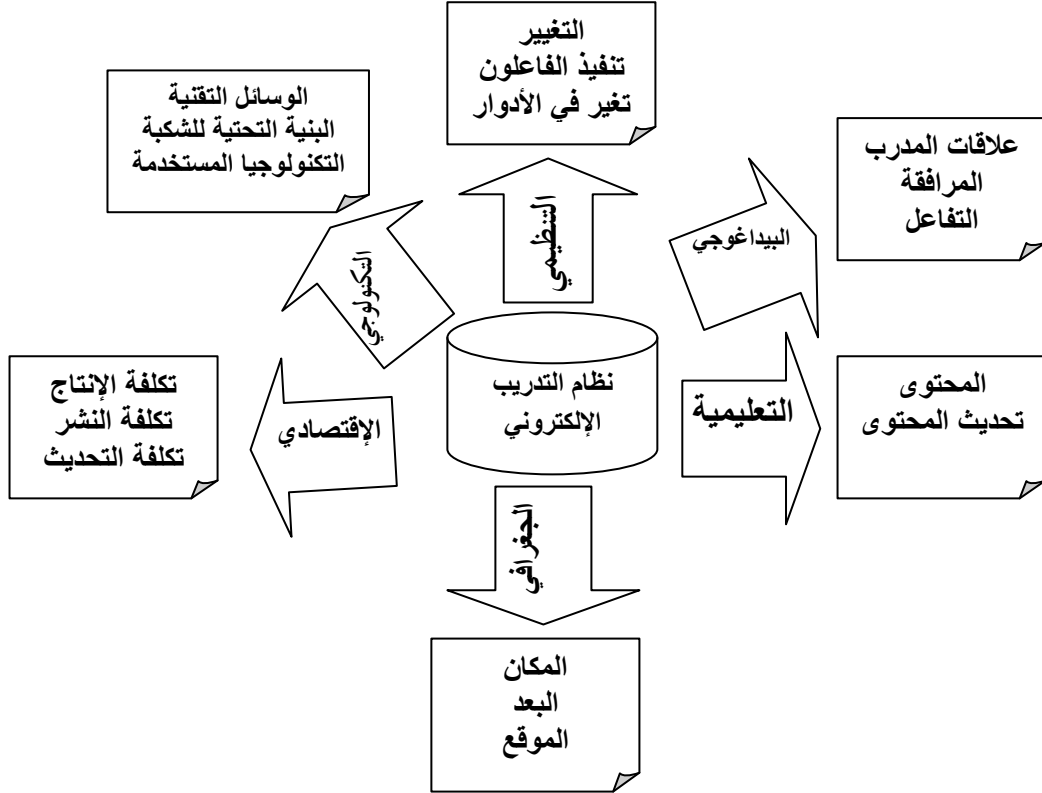 التغيير
تنفيذ الفاعلون
تغير في الأدوار
الوسائل التقنية
البنية التحتية للشكبة
التكنولوجيا المستخدمة
علاقات المدرب
المرافقة
التفاعل
التنظيمي
البيداغوجي
التكنولوجي
نظام التدريب
الإلكتروني
المحتوى
تحديث المحتوى
التعليمية
تكلفة الإنتاج
تكلفة النشر
تكلفة التحديث
الإقتصادي
الجغرافي
المكان
البعد
الموقع